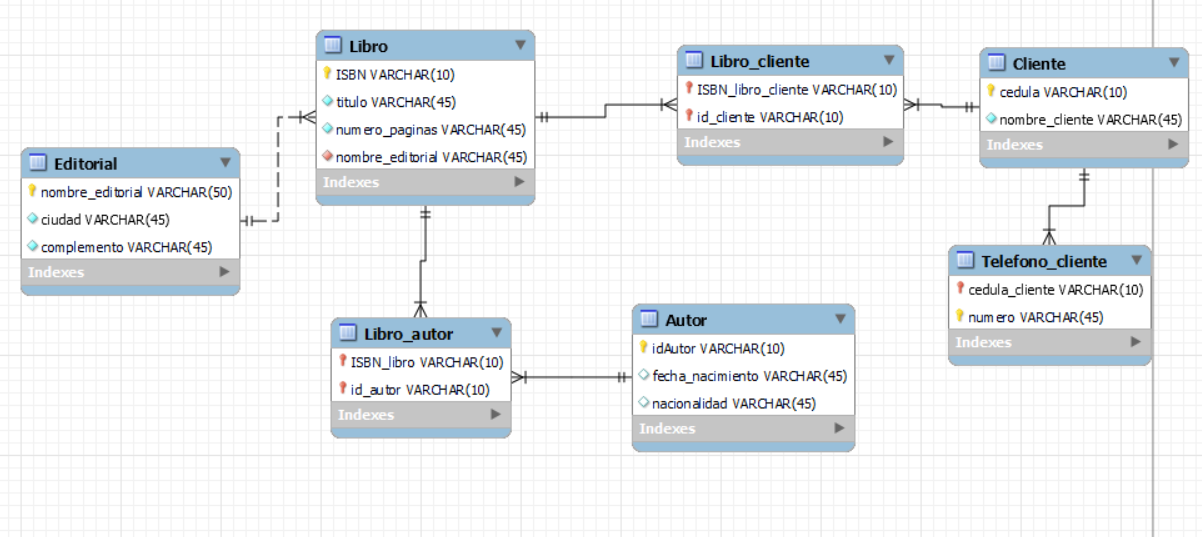 Libro
ISBN VARCHAR(10)
titulo VARCHAR(45)
numero_paginas VARCHAR(45)
nombre_editorial VARCHAR(45)
Indexes
Libro_cliente
ISBN_libro_cliente VARCHAR(10)
id_cliente VARCHAR(10)
Indexes
Cliente
cedula VARCHAR(10)
nombre_cliente VARCHAR(45)
Indexes
Editorial
nombre_editorial VARCHAR(50)
ciudad VARCHAR(45)
complemento VARCHAR(45)
Indexes
Telefono_cliente
cedula_cliente VARCHAR(10)
numero VARCHAR(45)
Indexes
Libro_autor
ISBN_libro VARCHAR(10)
id_autor VARCHAR(10)
Indexes
Autor
idAutor VARCHAR(10)
fecha_nacimiento VARCHAR(45)
nacionalidad VARCHAR(45)
Indexes